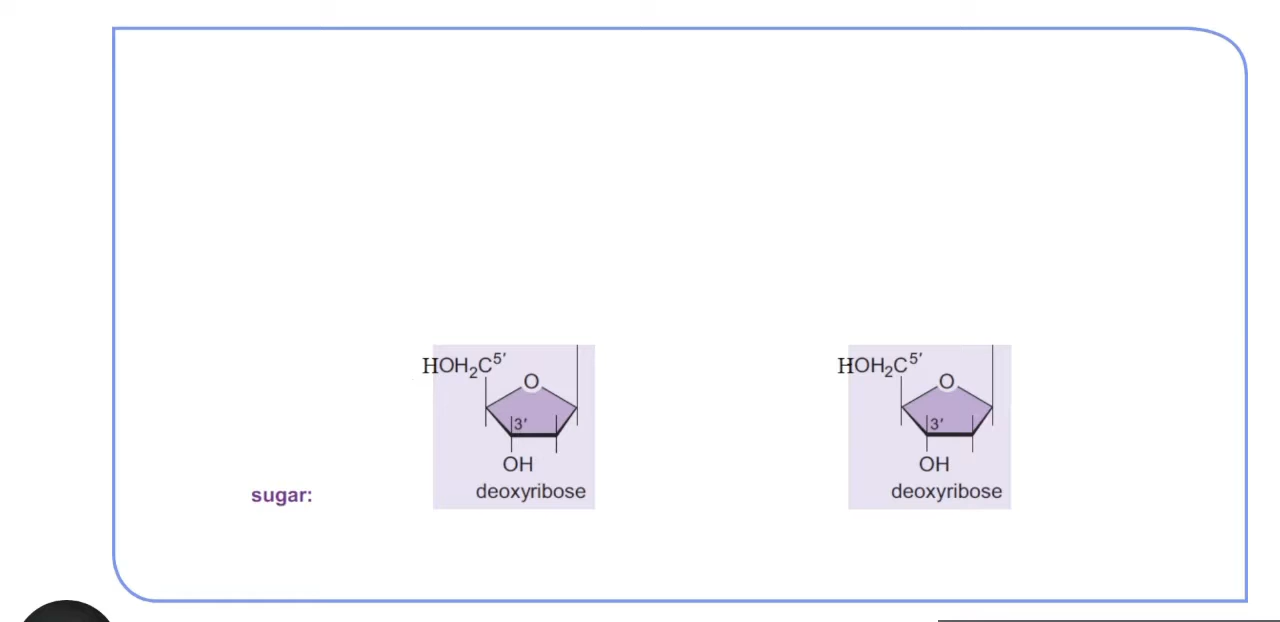 HOH₂C5′ HOH₂C5′
O O
3′ 3′
OH OH
sugar: deoxyribose deoxyribose